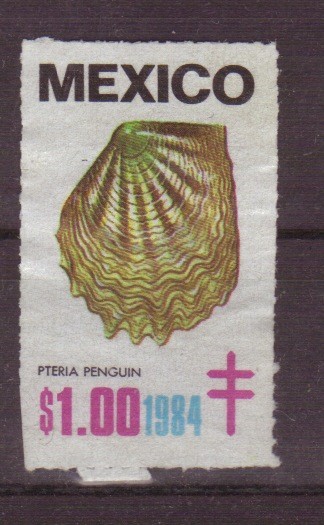 MEXICO
PTERIA PENGUIN
$1.00 1984